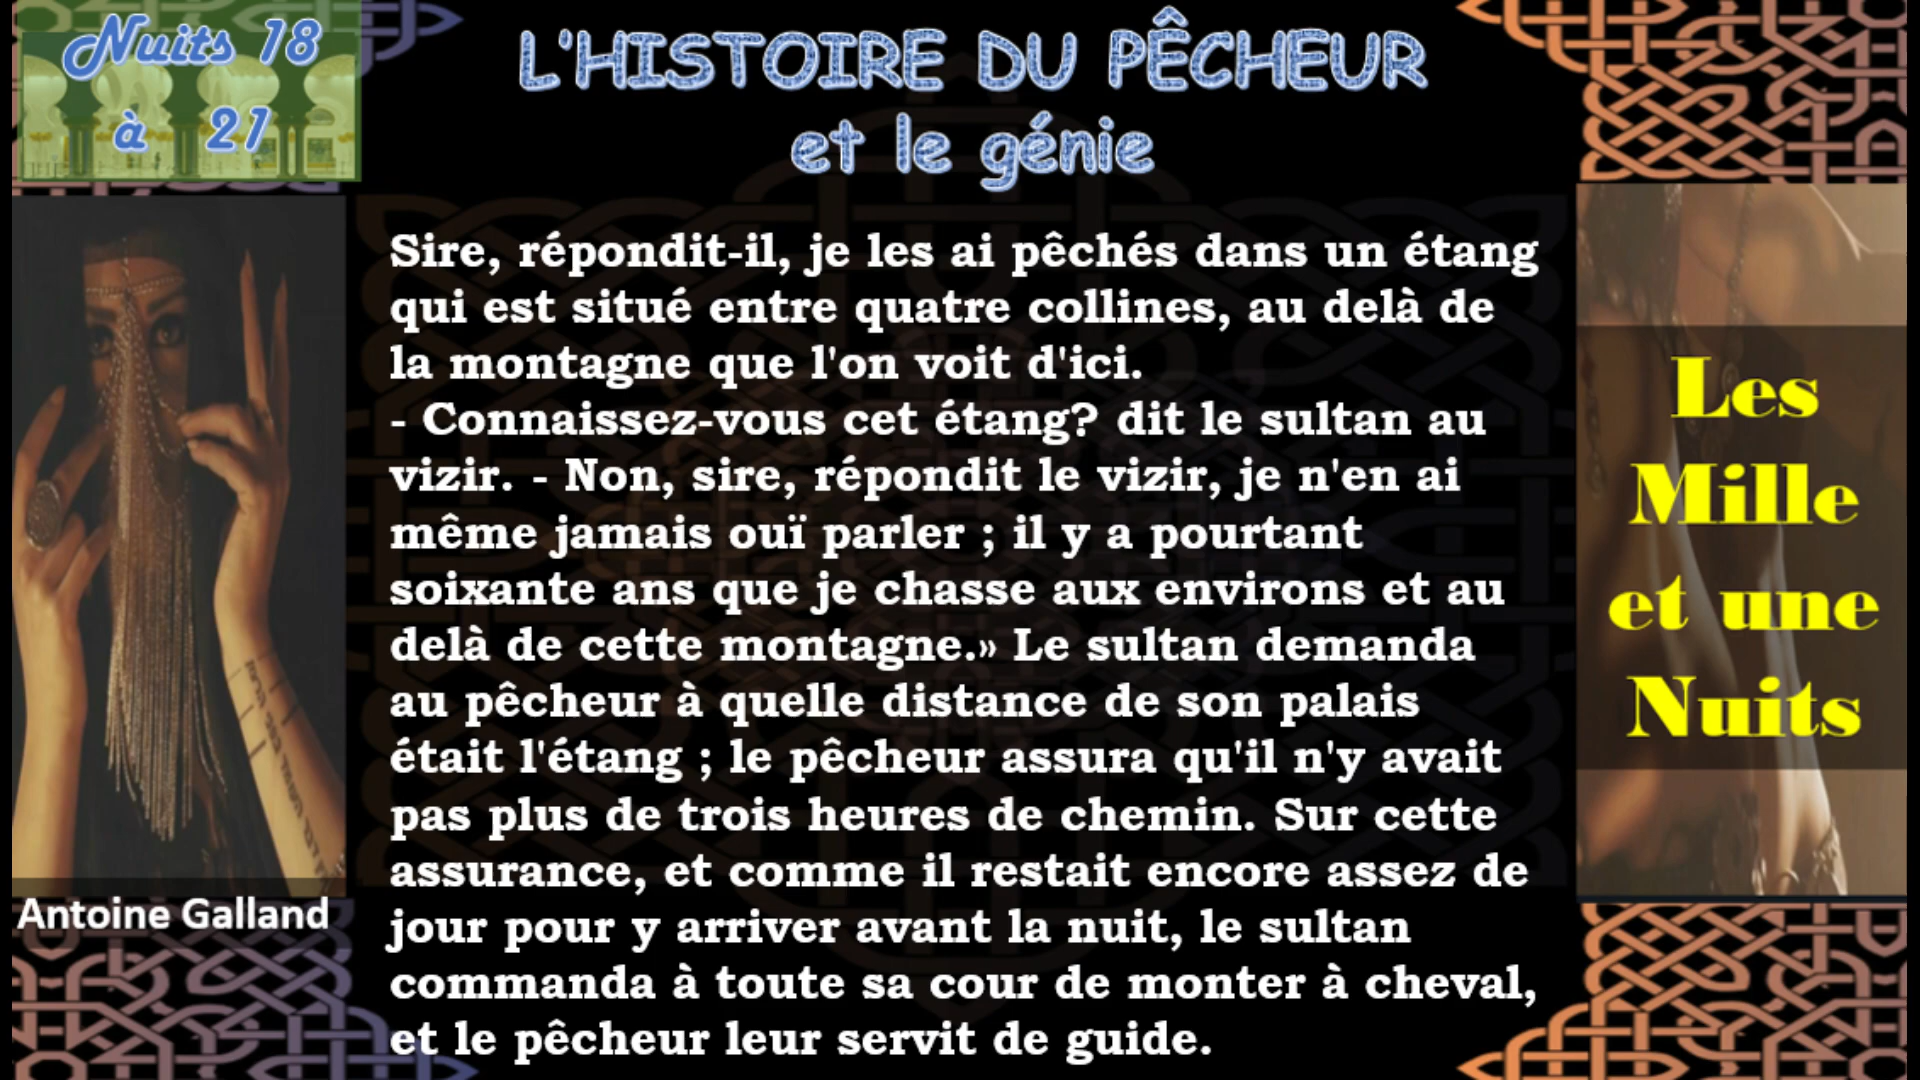 Nuits 18
à 21
L'HISTOIRE DU PÊCHEUR
et le génie
Sire, répondit-il, je les ai pêchés dans un étang
qui est situé entre quatre collines, au delà de
la montagne que l'on voit d'ici.
- Connaissez-vous cet étang? dit le sultan au
vizir. - Non, sire, répondit le vizir, je n'en ai
même jamais ouï parler ; il y a pourtant
soixante ans que je chasse aux environs et au
delà de cette montagne.» Le sultan demanda
au pêcheur à quelle distance de son palais
était l'étang ; le pêcheur assura qu'il n'y avait
pas plus de trois heures de chemin. Sur cette
assurance, et comme il restait encore assez de
jour pour y arriver avant la nuit, le sultan
commanda à toute sa cour de monter à cheval,
et le pêcheur leur servit de guide.
Antoine Galland
Les
Mille
et une
Nuits